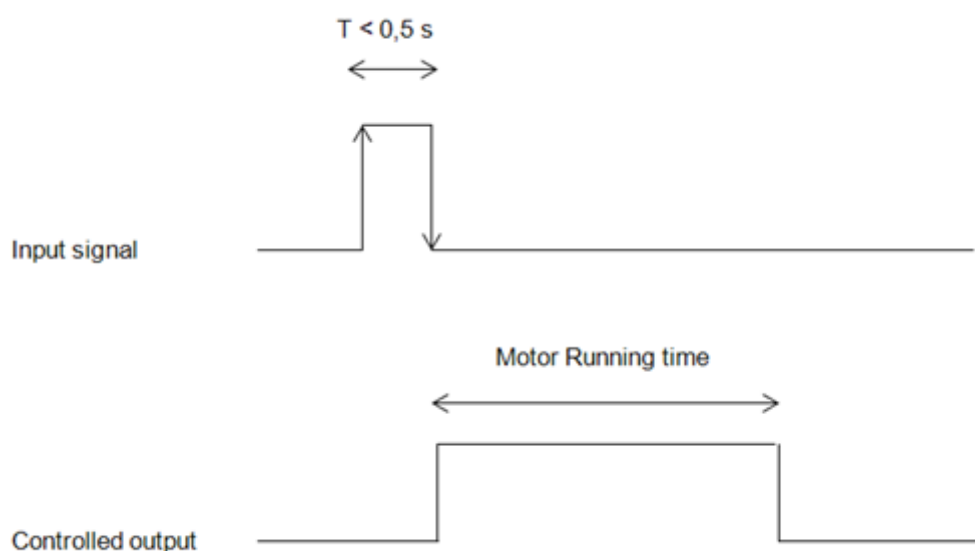 T < 0,5 s
Input signal
Motor Running time
Controlled output